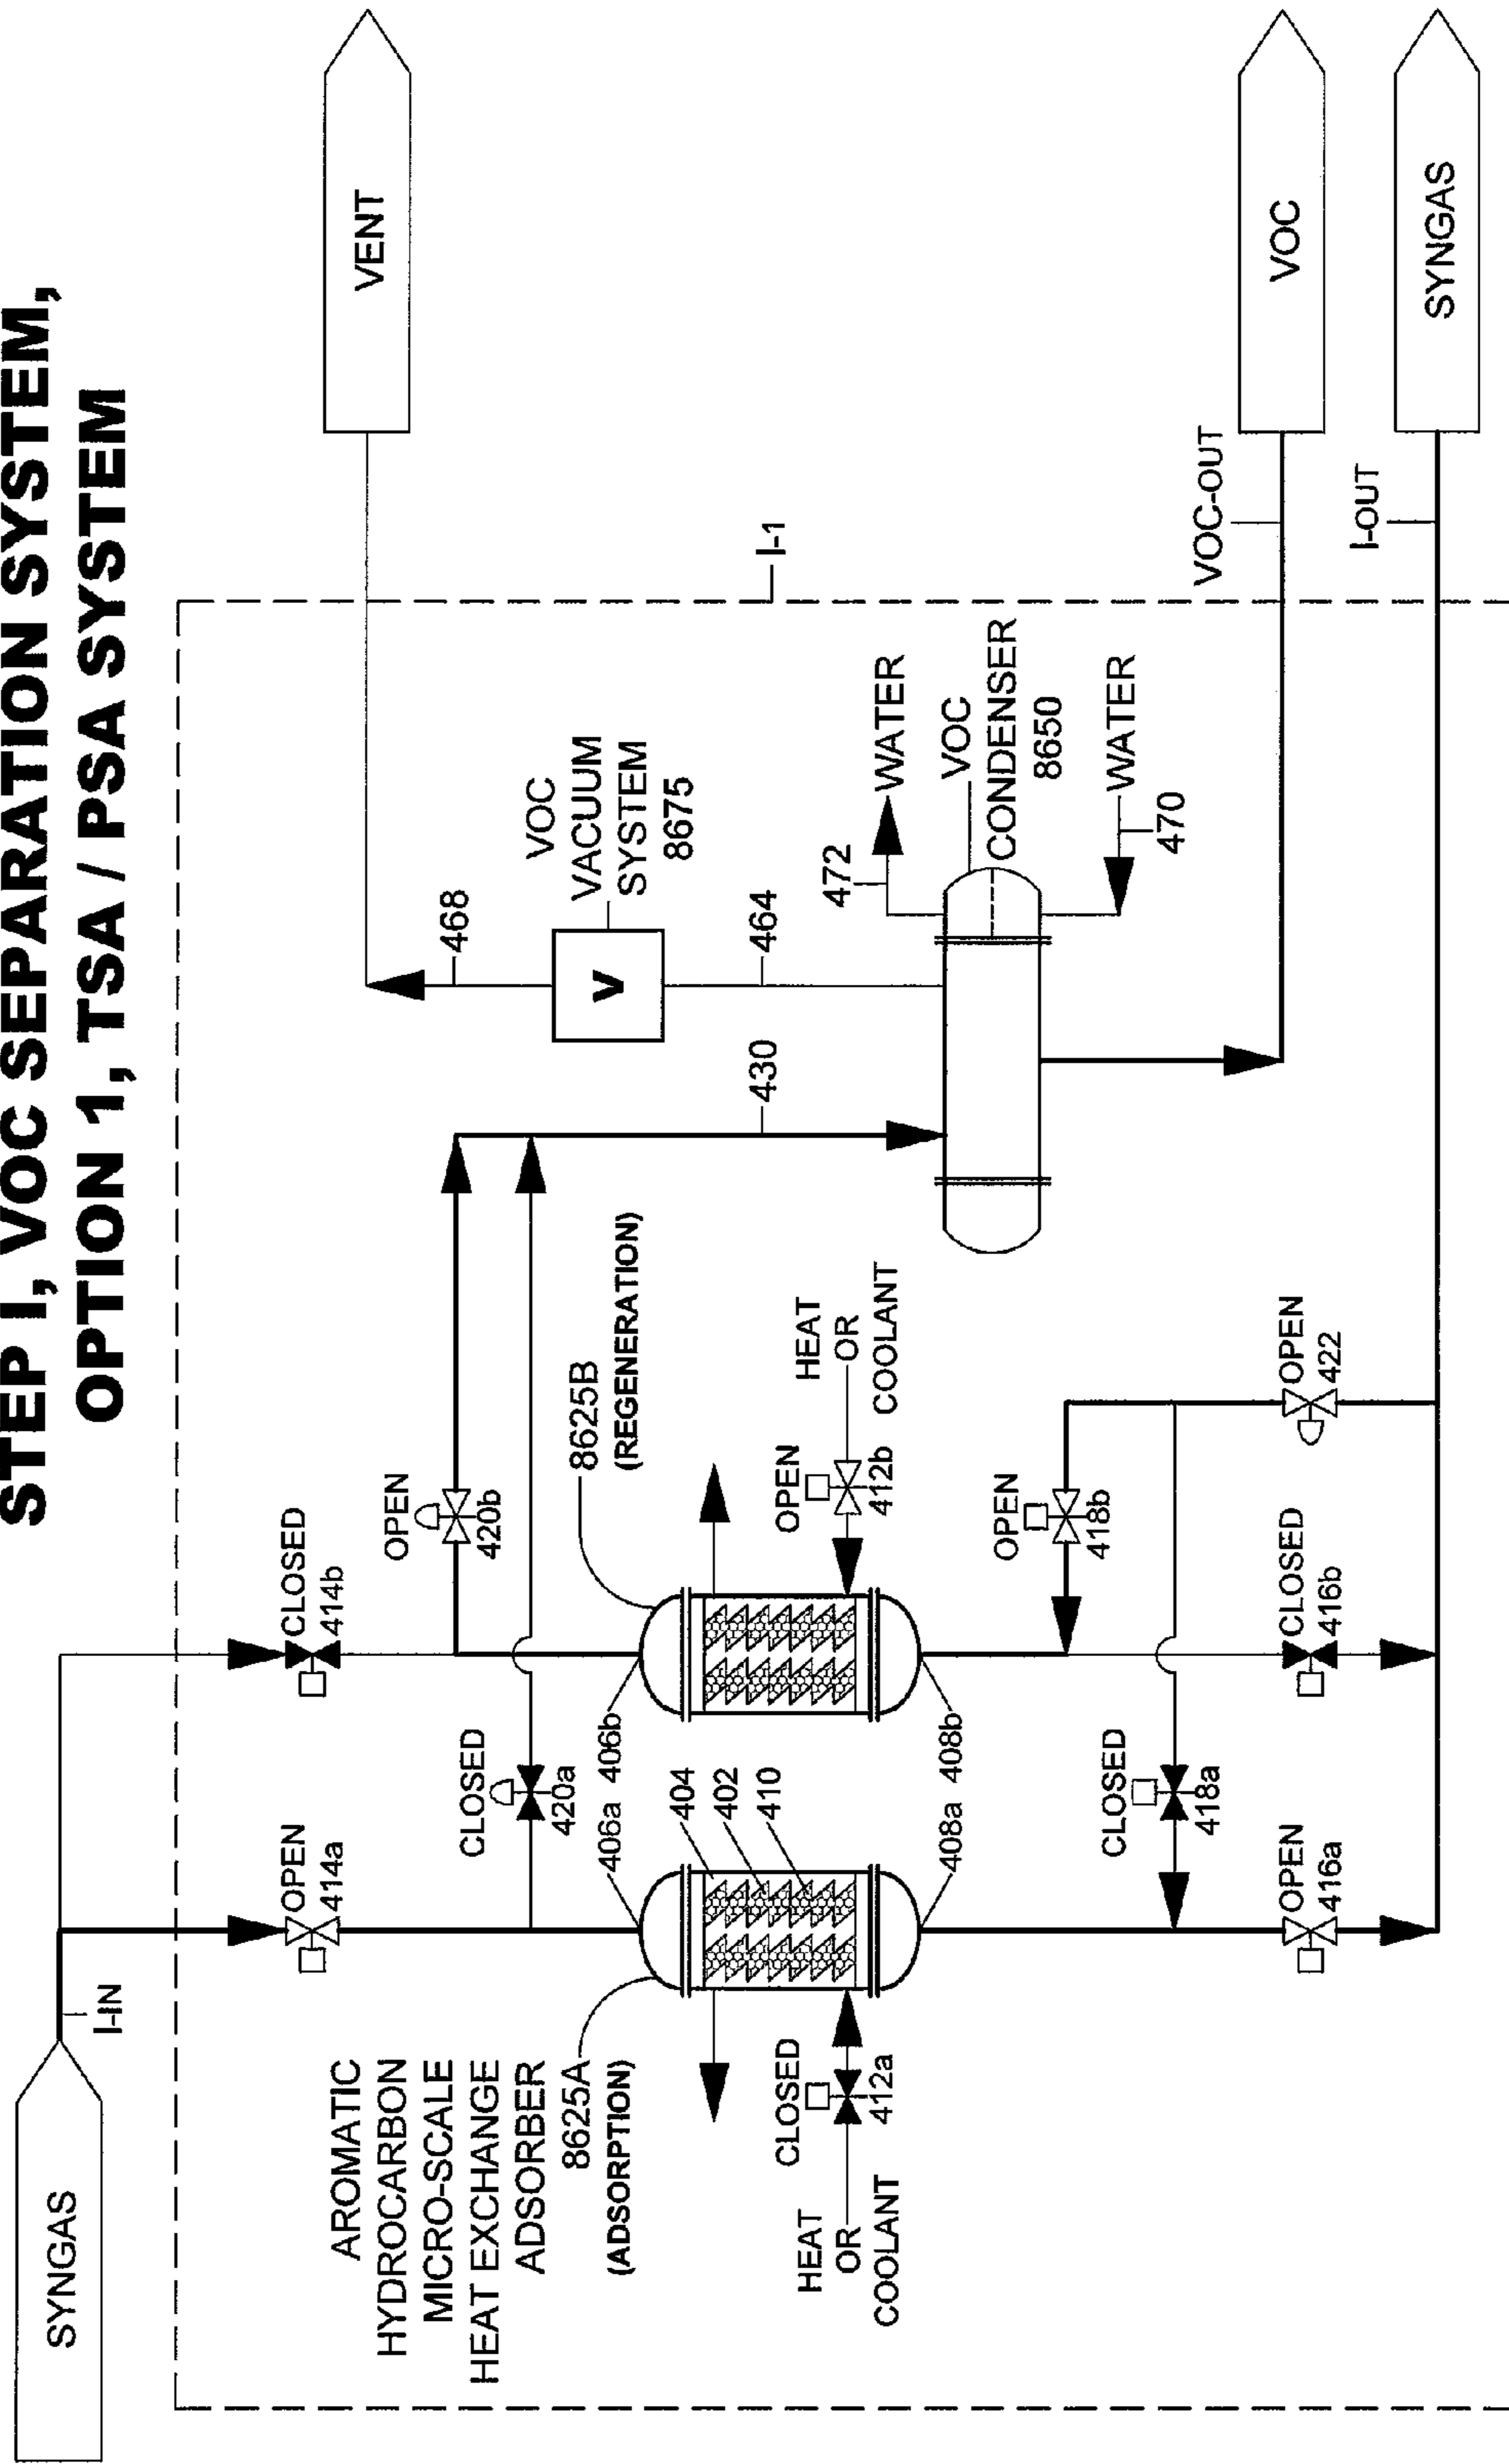 STEP I, VOC SEPARATION SYSTEM,
OPTION 1, TSA / PSA SYSTEM
SYNGAS
I-IN
VENT
OPEN
414a
CLOSED
414b
CLOSED
420a
OPEN
420b
468
VOC
VACUUM
SYSTEM
8675
V
464
430
AROMATIC
HYDROCARBON
MICRO-SCALE
HEAT EXCHANGE
ADSORBER
8625A
(ADSORPTION)
406a
406b
404
402
410
408a
408b
8625B
(REGENERATION)
HEAT
OR
COOLANT
CLOSED
412a
OPEN
412b
HEAT
OR
COOLANT
472
WATER
VOC
CONDENSER
8650
WATER
470
I-1
CLOSED
418a
OPEN
418b
OPEN
416a
CLOSED
416b
OPEN
422
VOC-OUT
VOC
I-OUT
SYNGAS